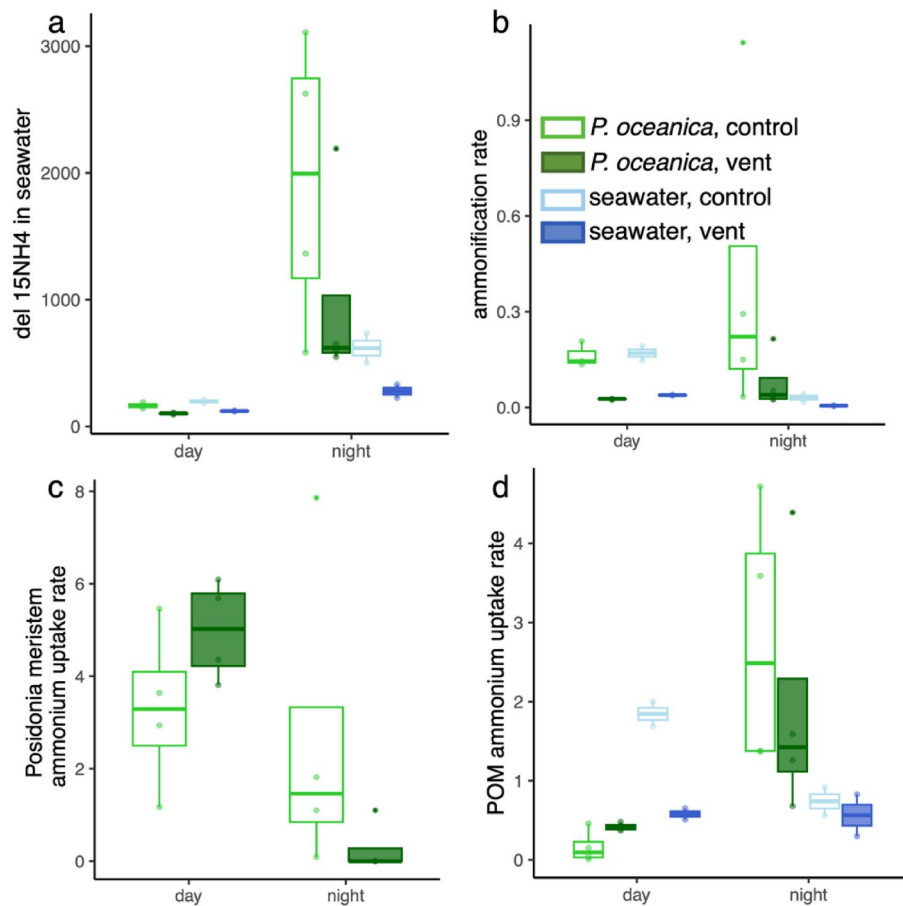 a
del 15NH4 in seawater
3000
2000
1000
0
day
night
b
ammonification rate
0.9
0.6
0.3
0.0
P. oceanica, control
P. oceanica, vent
seawater, control
seawater, vent
day
night
c
Posidonia meristem
ammonium uptake rate
8
6
4
2
0
day
night
d
POM ammonium uptake rate
4
3
2
1
0
day
night